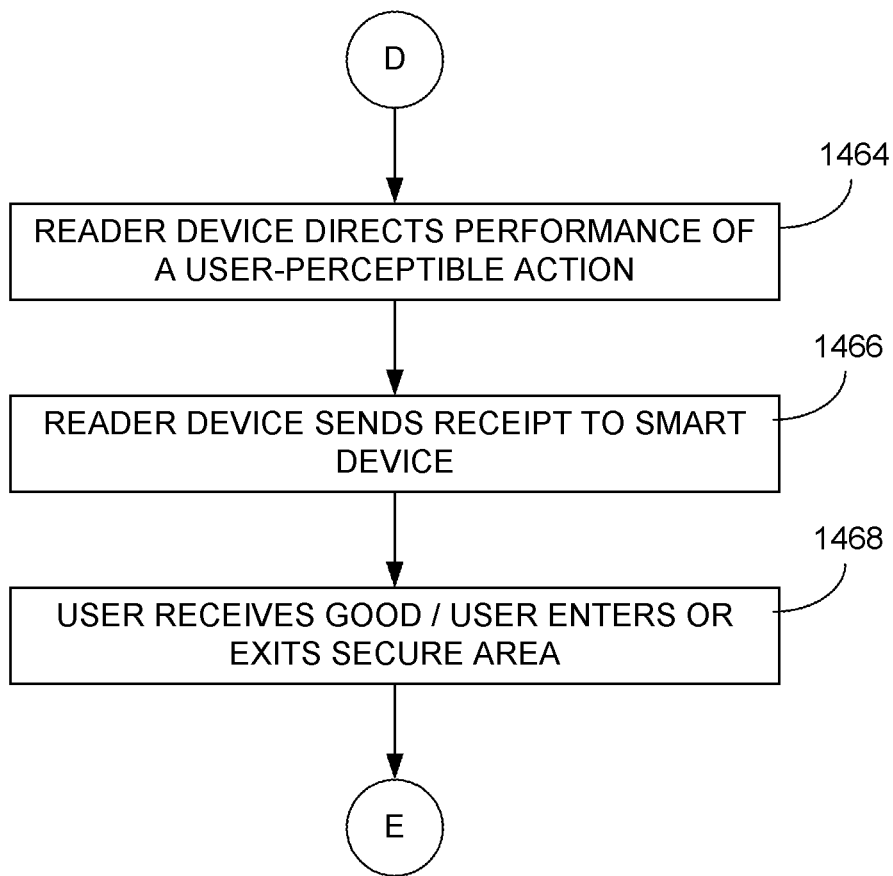 D
1464
READER DEVICE DIRECTS PERFORMANCE OF
A USER-PERCEPTIBLE ACTION
1466
READER DEVICE SENDS RECEIPT TO SMART
DEVICE
1468
USER RECEIVES GOOD / USER ENTERS OR
EXITS SECURE AREA
E